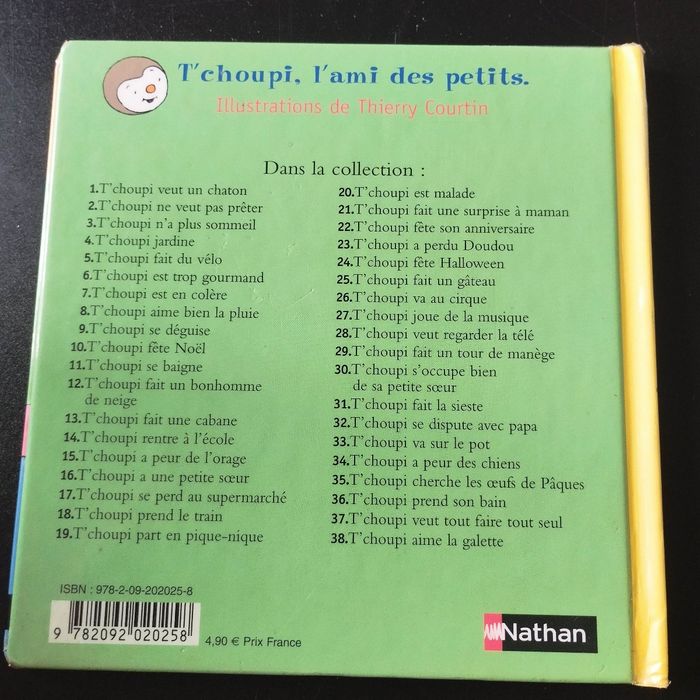 T'choupi, l'ami des petits.
Illustrations de Thierry Courtin
Dans la collection :
1.T'choupi veut un chaton
2.T'choupi ne veut pas prêter
3.T'choupi n'a plus sommeil
4.T'choupi jardine
5.T'choupi fait du vélo
6.T'choupi est trop gourmand
7.T'choupi est en colère
8.T'choupi aime bien la pluie
9.T'choupi se déguise
10.T'choupi fête Noël
11.T'choupi se baigne
12.T'choupi fait un bonhomme
de neige
13.T'choupi fait une cabane
14.T'choupi rentre à l'école
15.T'choupi a peur de l'orage
16.T'choupi a une petite sœur
17.T'choupi se perd au supermarché
18.T'choupi prend le train
19.T'choupi part en pique-nique
20.T'choupi est malade
21.T'choupi fait une surprise à maman
22.T'choupi fête son anniversaire
23.T'choupi a perdu Doudou
24.T'choupi fête Halloween
25.T'choupi fait un gâteau
26.T'choupi va au cirque
27.T'choupi joue de la musique
28.T'choupi veut regarder la télé
29.T'choupi fait un tour de manège
30.T'choupi s'occupe bien
de sa petite sœur
31.T'choupi fait la sieste
32.T'choupi se dispute avec papa
33.T'choupi va sur le pot
34.T'choupi a peur des chiens
35.T'choupi cherche les œufs de Pâques
36.T'choupi prend son bain
37.T'choupi veut tout faire tout seul
38.T'choupi aime la galette
ISBN : 978-2-09-202025-8
9 782092 020258
4,90 € Prix France
Nathan